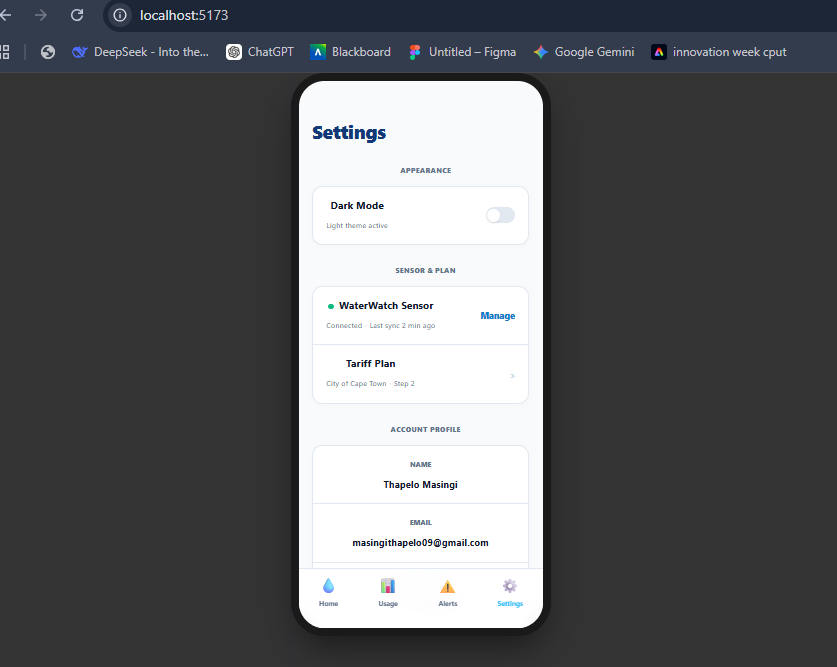 localhost:5173
DeepSeek - Into the... ChatGPT Blackboard Untitled – Figma Google Gemini innovation week cput
Settings
APPEARANCE
Dark Mode
Light theme active
SENSOR & PLAN
WaterWatch Sensor
Manage
Connected · Last sync 2 min ago
Tariff Plan
City of Cape Town · Step 2
>
ACCOUNT PROFILE
NAME
Thapelo Masingi
EMAIL
masingithapelo09@gmail.com
Home Usage Alerts Settings